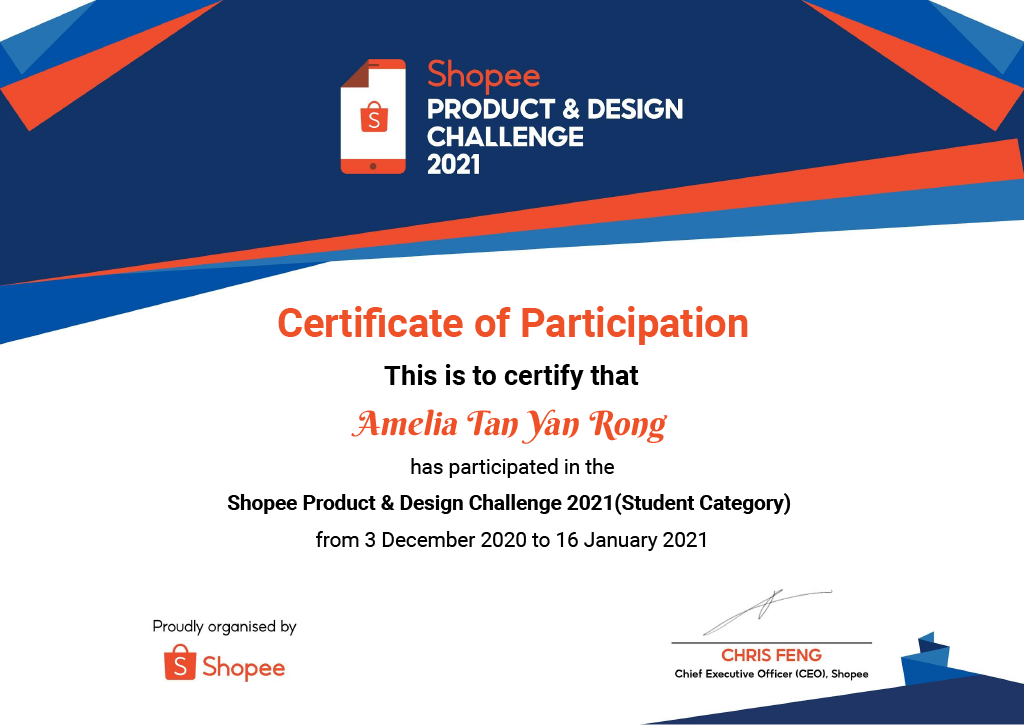 Shopee
PRODUCT & DESIGN
CHALLENGE
2021
S
Certificate of Participation
This is to certify that
Amelia Tan Yan Rong
has participated in the
Shopee Product & Design Challenge 2021(Student Category)
from 3 December 2020 to 16 January 2021
Proudly organised by
S Shopee
CHRIS FENG
Chief Executive Officer (CEO), Shopee